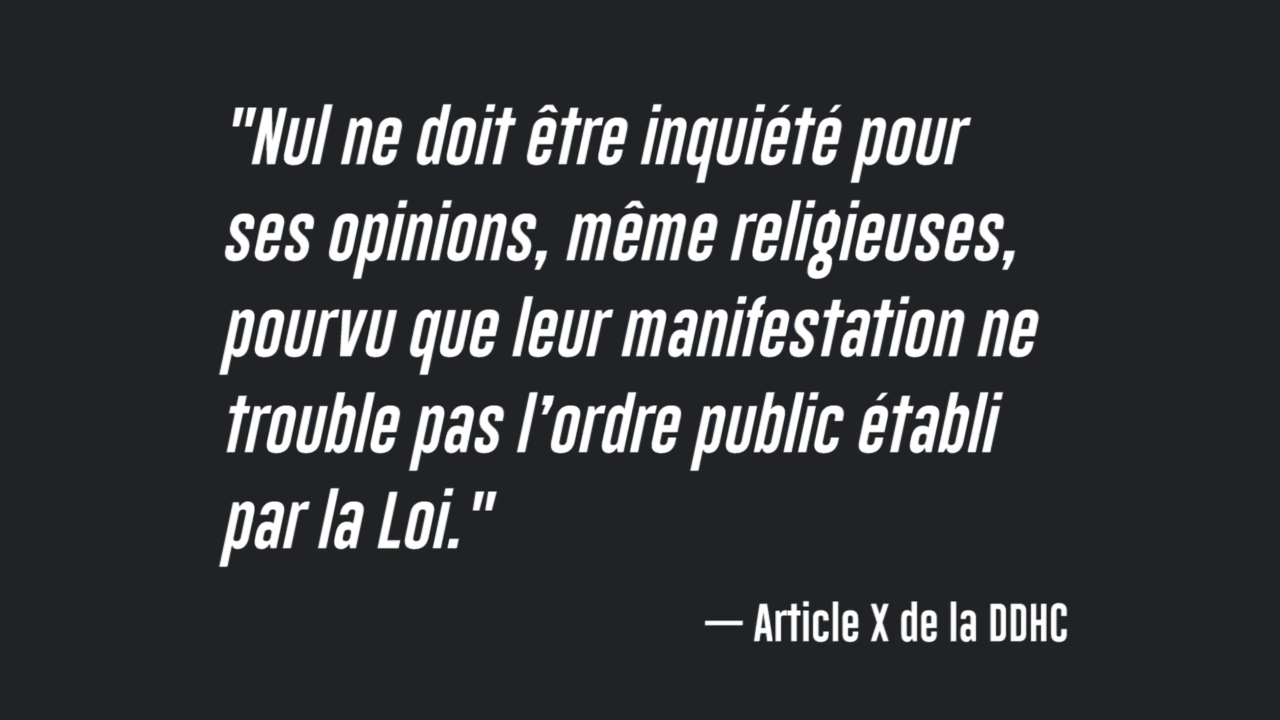 "Nul ne doit être inquiété pour
ses opinions, même religieuses,
pourvu que leur manifestation ne
trouble pas l’ordre public établi
par la Loi."
— Article X de la DDHC